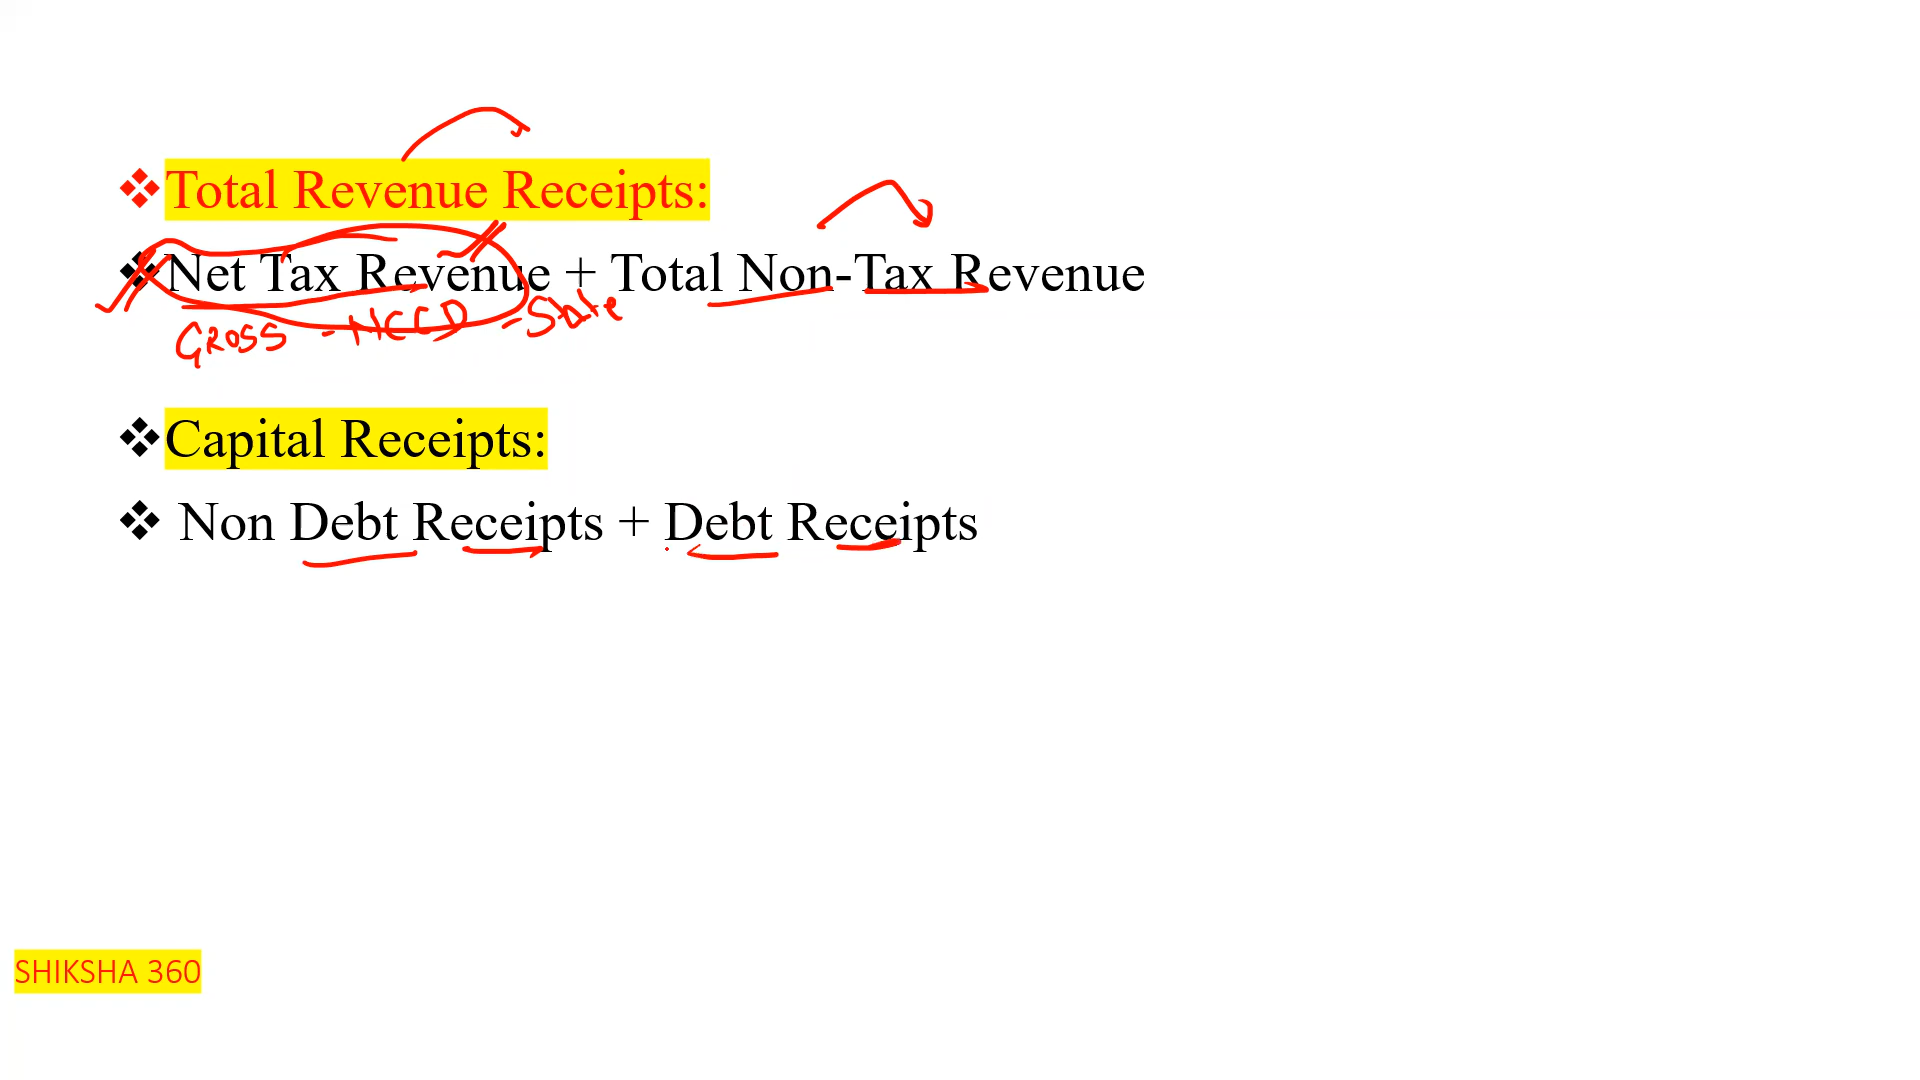 ❖Total Revenue Receipts:
❖Net Tax Revenue + Total Non-Tax Revenue
GROSS - NCCD - State
❖Capital Receipts:
❖ Non Debt Receipts + Debt Receipts
SHIKSHA 360